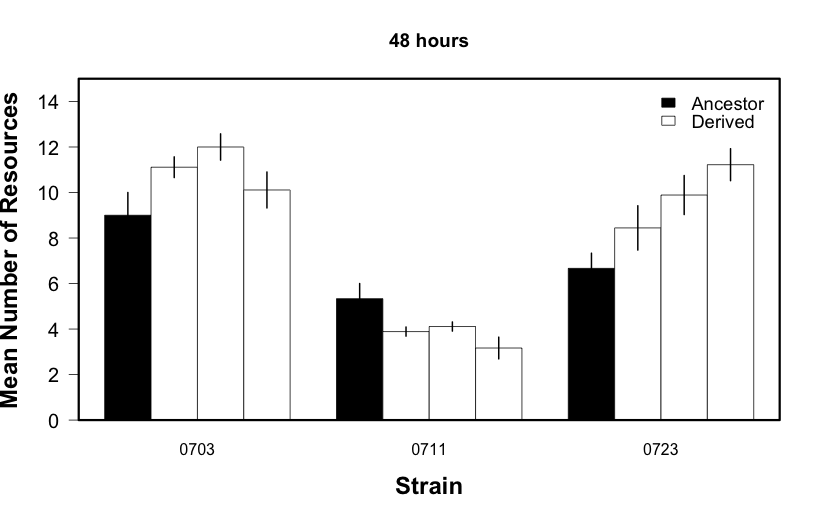 48 hours
Mean Number of Resources
14
12
10
8
6
4
2
0
Ancestor
Derived
0703
0711
0723
Strain